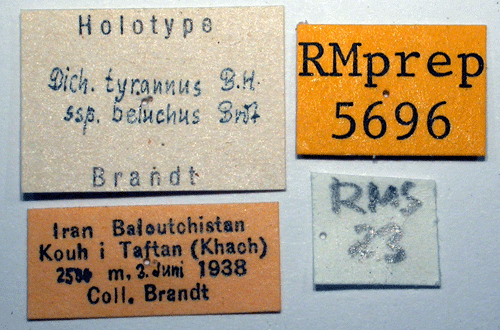 Holotype
Dich. tyrannus B.H.
ssp. beluchus Brdt
Brandt
RMprep
5696
Iran Baloutchistan
Kouh i Taftan (Khach)
2500 m, 3. Juni 1938
Coll. Brandt
RMS
23